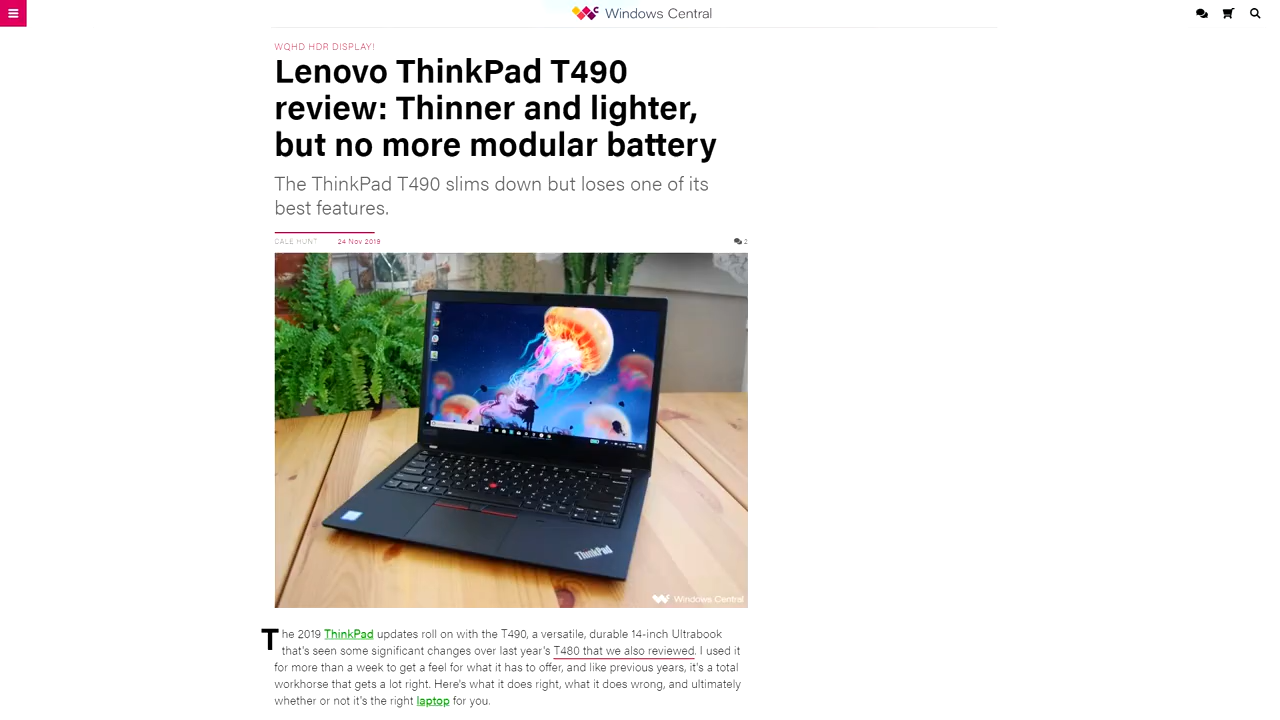 Windows Central
WQHD HDR DISPLAY!
Lenovo ThinkPad T490
review: Thinner and lighter,
but no more modular battery
The ThinkPad T490 slims down but loses one of its
best features.
CALE HUNT 24 Nov 2019 2
ThinkPad
Windows Central
The 2019 ThinkPad updates roll on with the T490, a versatile, durable 14-inch Ultrabook
that's seen some significant changes over last year's T480 that we also reviewed. I used it
for more than a week to get a feel for what it has to offer, and like previous years, it's a total
workhorse that gets a lot right. Here's what it does right, what it does wrong, and ultimately
whether or not it's the right laptop for you.